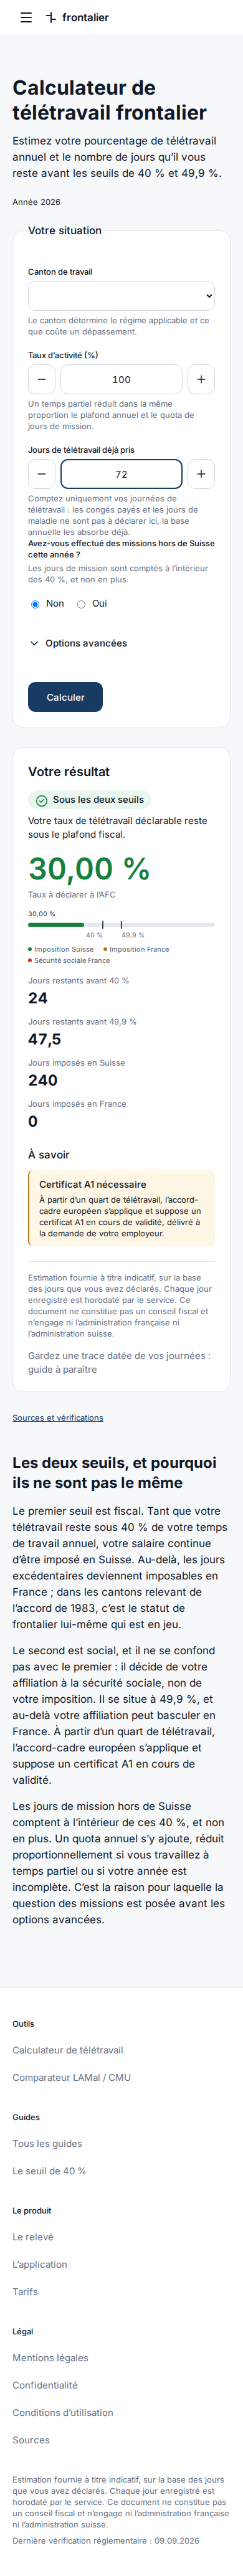 frontalier
Calculateur de
télétravail frontalier
Estimez votre pourcentage de télétravail
annuel et le nombre de jours qu’il vous
reste avant les seuils de 40 % et 49,9 %.
Année 2026
Votre situation
Canton de travail
Le canton détermine le régime applicable et ce
que coûte un dépassement.
Taux d’activité (%)
100
Un temps partiel réduit dans la même
proportion le plafond annuel et le quota de
jours de mission.
Jours de télétravail déjà pris
72
Comptez uniquement vos journées de
télétravail : les congés payés et les jours de
maladie ne sont pas à déclarer ici, la base
annuelle les absorbe déjà.
Avez-vous effectué des missions hors de Suisse
cette année ?
Les jours de mission sont comptés à l’intérieur
des 40 %, et non en plus.
Non Oui
Options avancées
Calculer
Votre résultat
Sous les deux seuils
Votre taux de télétravail déclarable reste
sous le plafond fiscal.
30,00 %
Taux à déclarer à l’AFC
30,00 %
40 % 49,9 %
Imposition Suisse Imposition France
Sécurité sociale France
Jours restants avant 40 %
24
Jours restants avant 49,9 %
47,5
Jours imposés en Suisse
240
Jours imposés en France
0
À savoir
Certificat A1 nécessaire
À partir d’un quart de télétravail, l’accord-
cadre européen s’applique et suppose un
certificat A1 en cours de validité, délivré à
la demande de votre employeur.
Estimation fournie à titre indicatif, sur la base
des jours que vous avez déclarés. Chaque jour
enregistré est horodaté par le service. Ce
document ne constitue pas un conseil fiscal et
n’engage ni l’administration française ni
l’administration suisse.
Gardez une trace datée de vos journées :
guide à paraître
Sources et vérifications
Les deux seuils, et pourquoi
ils ne sont pas le même
Le premier seuil est fiscal. Tant que votre
télétravail reste sous 40 % de votre temps
de travail annuel, votre salaire continue
d’être imposé en Suisse. Au-delà, les jours
excédentaires deviennent imposables en
France ; dans les cantons relevant de
l’accord de 1983, c’est le statut de
frontalier lui-même qui est en jeu.
Le second est social, et il ne se confond
pas avec le premier : il décide de votre
affiliation à la sécurité sociale, non de
votre imposition. Il se situe à 49,9 %, et
au-delà votre affiliation peut basculer en
France. À partir d’un quart de télétravail,
l’accord-cadre européen s’applique et
suppose un certificat A1 en cours de
validité.
Les jours de mission hors de Suisse
comptent à l’intérieur de ces 40 %, et non
en plus. Un quota annuel s’y ajoute, réduit
proportionnellement si vous travaillez à
temps partiel ou si votre année est
incomplète. C’est la raison pour laquelle la
question des missions est posée avant les
options avancées.
Outils
Calculateur de télétravail
Comparateur LAMal / CMU
Guides
Tous les guides
Le seuil de 40 %
Le produit
Le relevé
L’application
Tarifs
Légal
Mentions légales
Confidentialité
Conditions d’utilisation
Sources
Estimation fournie à titre indicatif, sur la base des jours
que vous avez déclarés. Chaque jour enregistré est
horodaté par le service. Ce document ne constitue pas
un conseil fiscal et n’engage ni l’administration française
ni l’administration suisse.
Dernière vérification réglementaire : 09.09.2026